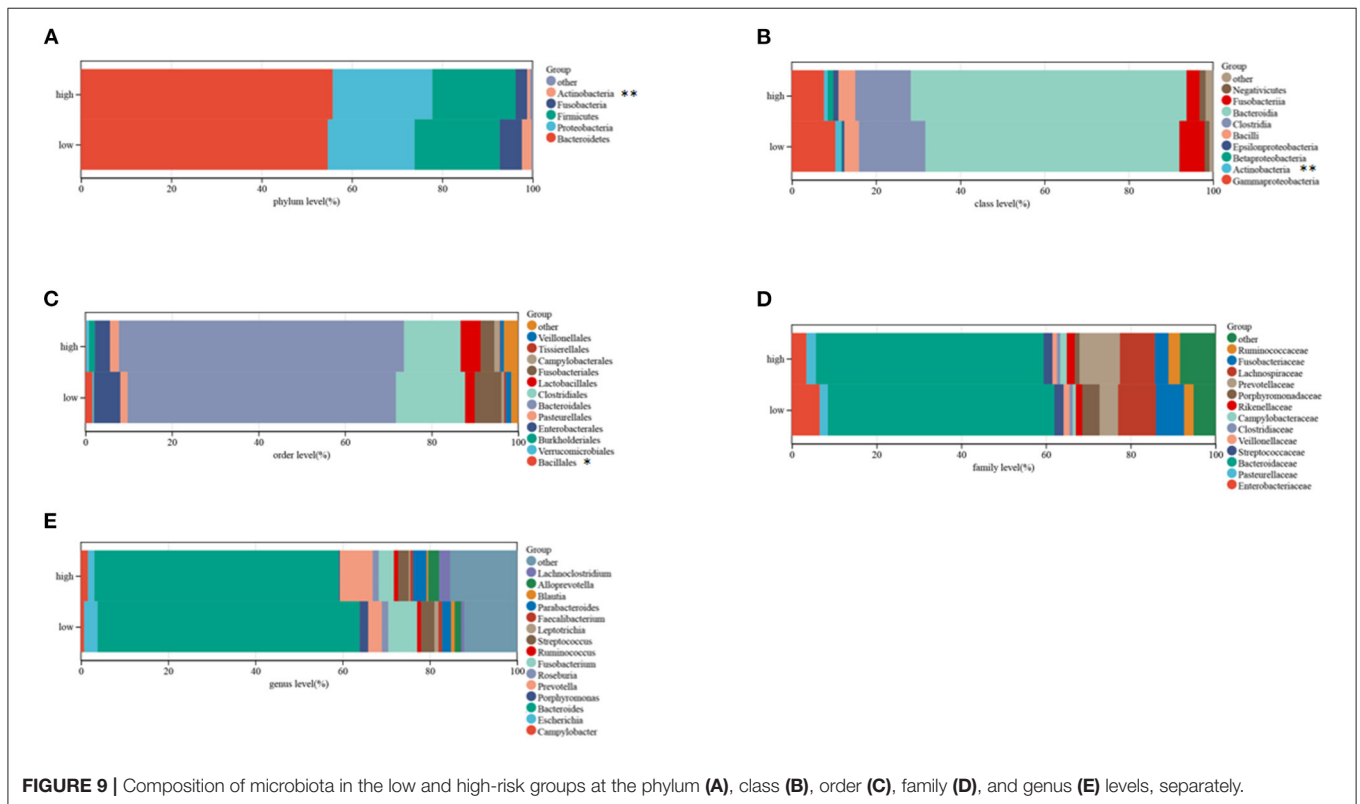 A
high
low
0 20 40 60 80 100
phylum level(%)
Group
other
Actinobacteria **
Fusobacteria
Firmicutes
Proteobacteria
Bacteroidetes
B
high
low
0 20 40 60 80 100
class level(%)
Group
other
Negativicutes
Fusobacteriia
Bacteroidia
Clostridia
Bacilli
Epsilonproteobacteria
Betaproteobacteria
Actinobacteria **
Gammaproteobacteria
C
high
low
0 20 40 60 80 100
order level(%)
Group
other
Veillonellales
Tissierellales
Campylobacterales
Fusobacteriales
Lactobacillales
Clostridiales
Bacteroidales
Pasteurellales
Enterobacterales
Burkholderiales
Verrucomicrobiales
Bacillales *
D
high
low
0 20 40 60 80 100
family level(%)
Group
other
Ruminococcaceae
Fusobacteriaceae
Lachnospiraceae
Prevotellaceae
Porphyromonadaceae
Rikenellaceae
Campylobacteraceae
Clostridiaceae
Veillonellaceae
Streptococcaceae
Bacteroidaceae
Pasteurellaceae
Enterobacteriaceae
E
high
low
0 20 40 60 80 100
genus level(%)
Group
other
Lachnoclostridium
Alloprevotella
Blautia
Parabacteroides
Faecalibacterium
Leptotrichia
Streptococcus
Ruminococcus
Fusobacterium
Roseburia
Prevotella
Porphyromonas
Bacteroides
Escherichia
Campylobacter
FIGURE 9 | Composition of microbiota in the low and high-risk groups at the phylum (A), class (B), order (C), family (D), and genus (E) levels, separately.